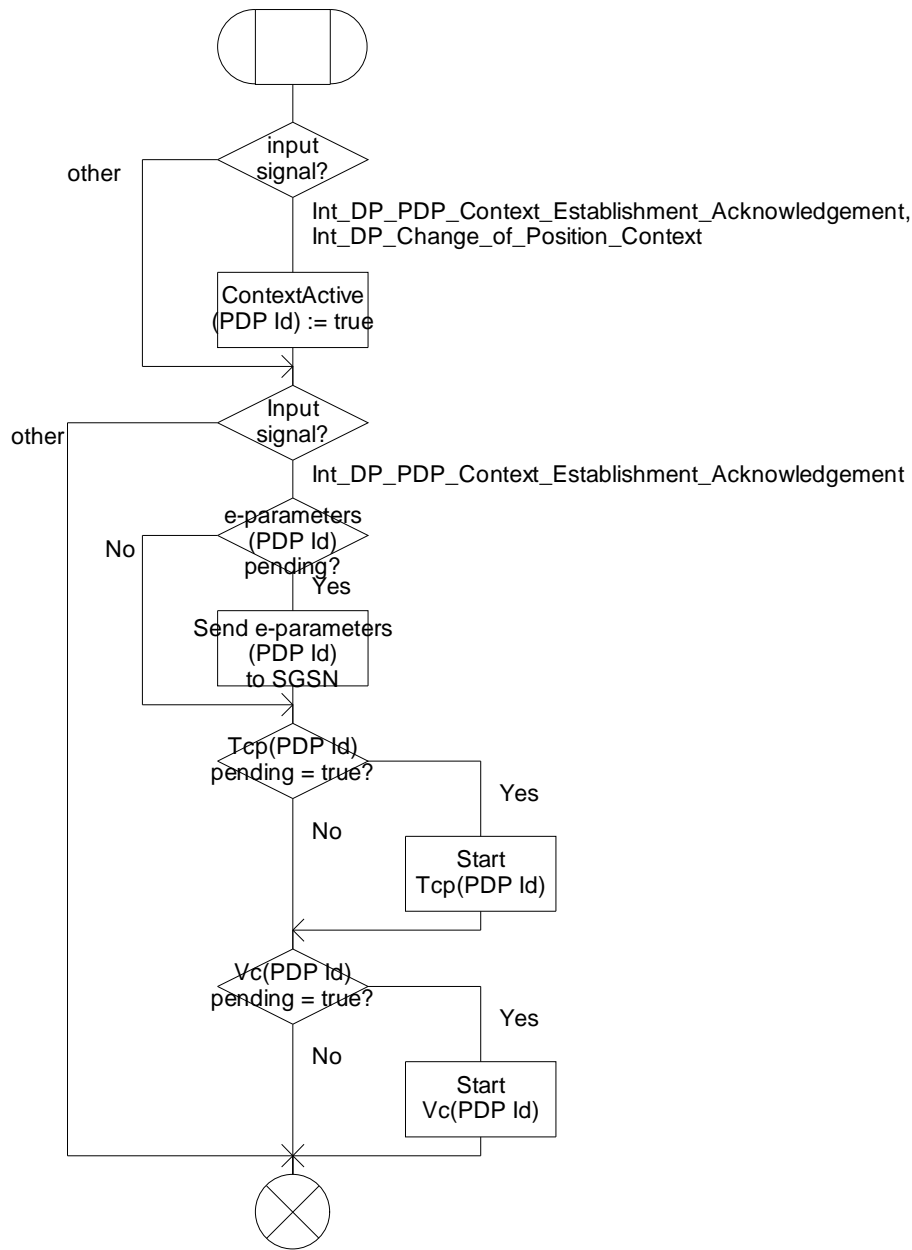 input
signal?
other
Int_DP_PDP_Context_Establishment_Acknowledgement,
Int_DP_Change_of_Position_Context
ContextActive
(PDP Id) := true
Input
signal?
other
Int_DP_PDP_Context_Establishment_Acknowledgement
e-parameters
(PDP Id)
pending?
No
Yes
Send e-parameters
(PDP Id)
to SGSN
Tcp(PDP Id)
pending = true?
Yes
No
Start
Tcp(PDP Id)
Vc(PDP Id)
pending = true?
Yes
No
Start
Vc(PDP Id)